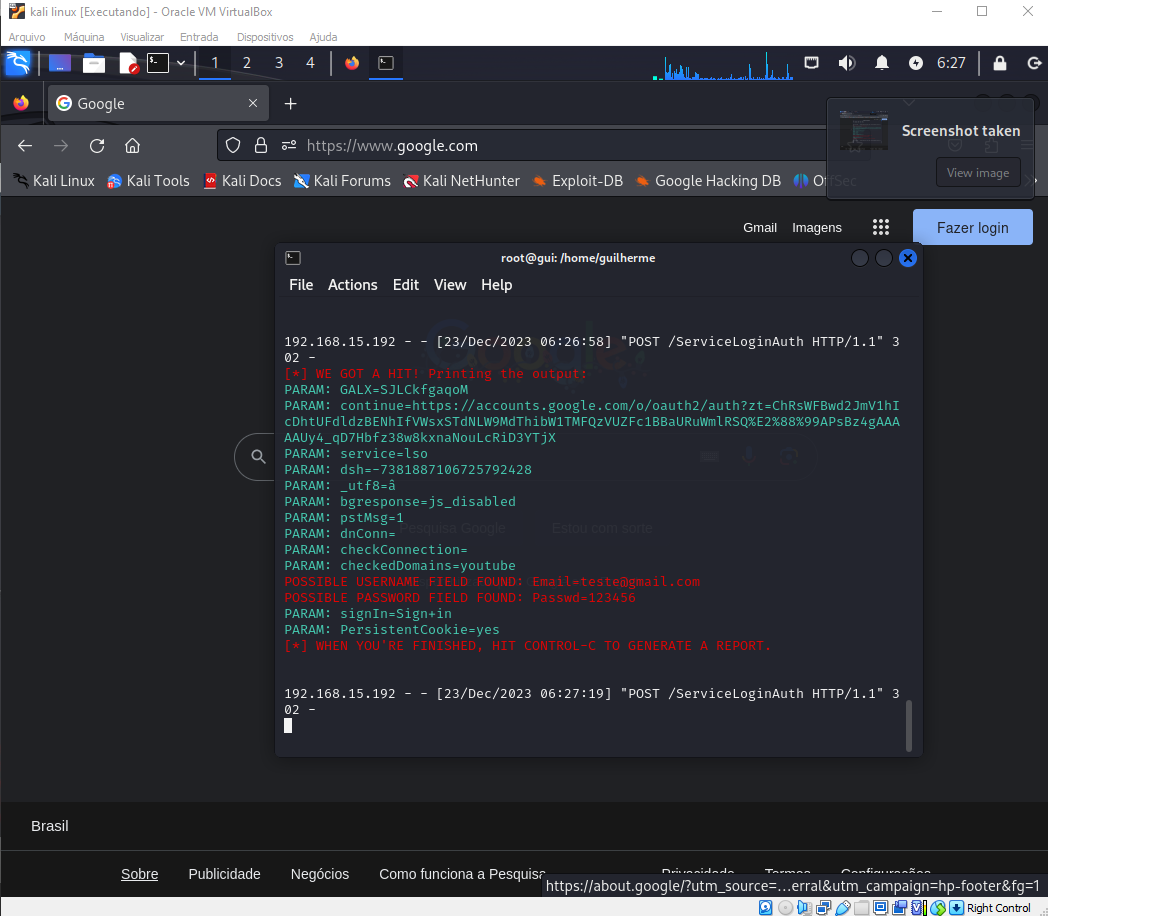 kali linux [Executando] - Oracle VM VirtualBox
Arquivo Máquina Visualizar Entrada Dispositivos Ajuda
1 2 3 4 6:27
Google
Screenshot taken
https://www.google.com
View image
Kali Linux Kali Tools Kali Docs Kali Forums Kali NetHunter Exploit-DB Google Hacking DB OffSec
Gmail Imagens Fazer login
root@gui: /home/guilherme
File Actions Edit View Help
192.168.15.192 - - [23/Dec/2023 06:26:58] "POST /ServiceLoginAuth HTTP/1.1" 3
02 -
[*] WE GOT A HIT! Printing the output:
PARAM: GALX=SJLCkfgaqoM
PARAM: continue=https://accounts.google.com/o/oauth2/auth?zt=ChRsWFBwd2JmV1hI
cDhtUFdldzBENhIfVWsxSTdNLW9MdThibW1TMFQzVUZFc1BBaURuWmlRSQ%E2%88%99APsBz4gAAA
AAUy4_qD7Hbfz38w8kxnaNouLcRiD3YTjX
PARAM: service=lso
PARAM: dsh=-7381887106725792428
PARAM: _utf8=â
PARAM: bgresponse=js_disabled
PARAM: pstMsg=1
Pesquisa Google Estou com sorte
PARAM: dnConn=
PARAM: checkConnection=
PARAM: checkedDomains=youtube
POSSIBLE USERNAME FIELD FOUND: Email=teste@gmail.com
POSSIBLE PASSWORD FIELD FOUND: Passwd=123456
PARAM: signIn=Sign+in
PARAM: PersistentCookie=yes
[*] WHEN YOU'RE FINISHED, HIT CONTROL-C TO GENERATE A REPORT.
192.168.15.192 - - [23/Dec/2023 06:27:19] "POST /ServiceLoginAuth HTTP/1.1" 3
02 -
Brasil
Sobre Publicidade Negócios Como funciona a Pesquisa Privacidade Termos Configurações
https://about.google/?utm_source=...erral&utm_campaign=hp-footer&fg=1
Right Control